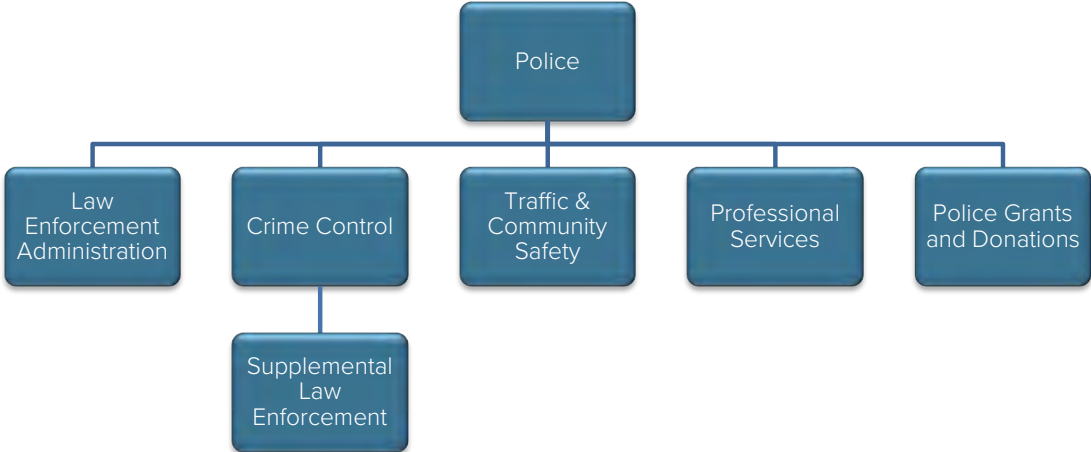 Police
Law
Enforcement
Administration
Crime Control
Traffic &
Community
Safety
Professional
Services
Police Grants
and Donations
Supplemental
Law
Enforcement